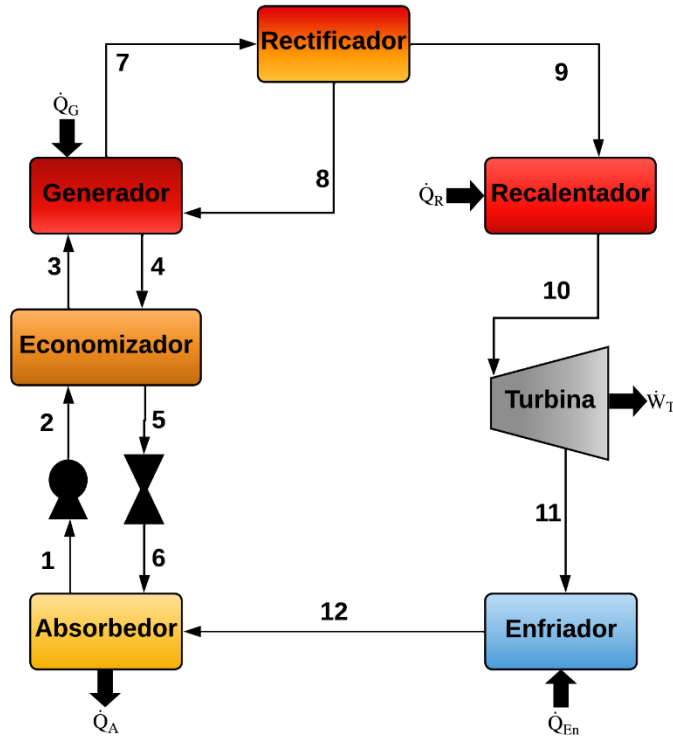 Rectificador
7
9
Q̇G
8
Generador
Q̇R
Recalentador
3
4
10
Economizador
Turbina
ẆT
2
5
11
1
6
12
Absorbedor
Enfriador
Q̇A
Q̇En